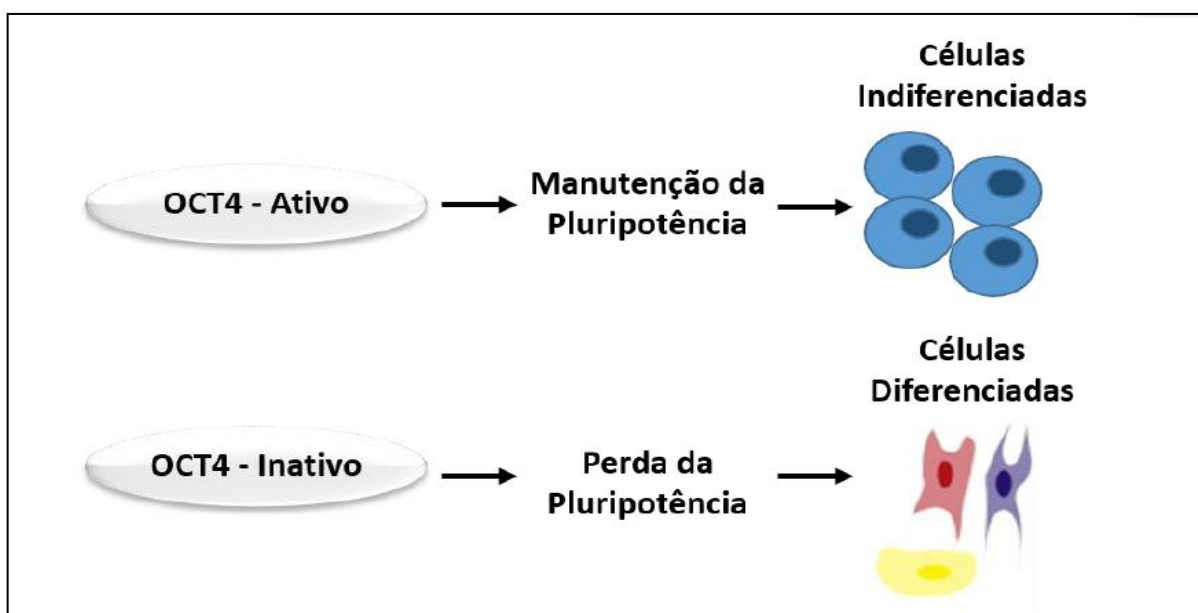 Células
Indiferenciadas
OCT4 - Ativo
Manutenção da
Pluripotência
Células
Diferenciadas
OCT4 - Inativo
Perda da
Pluripotência